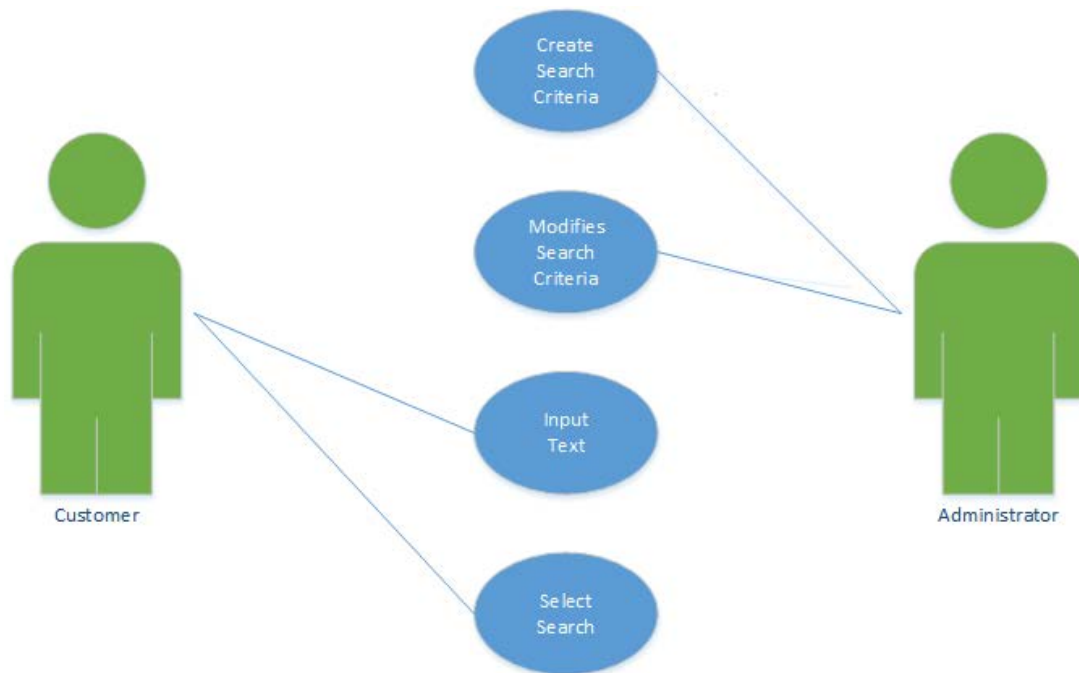 Create
Search
Criteria
Modifies
Search
Criteria
Input
Text
Customer
Administrator
Select
Search